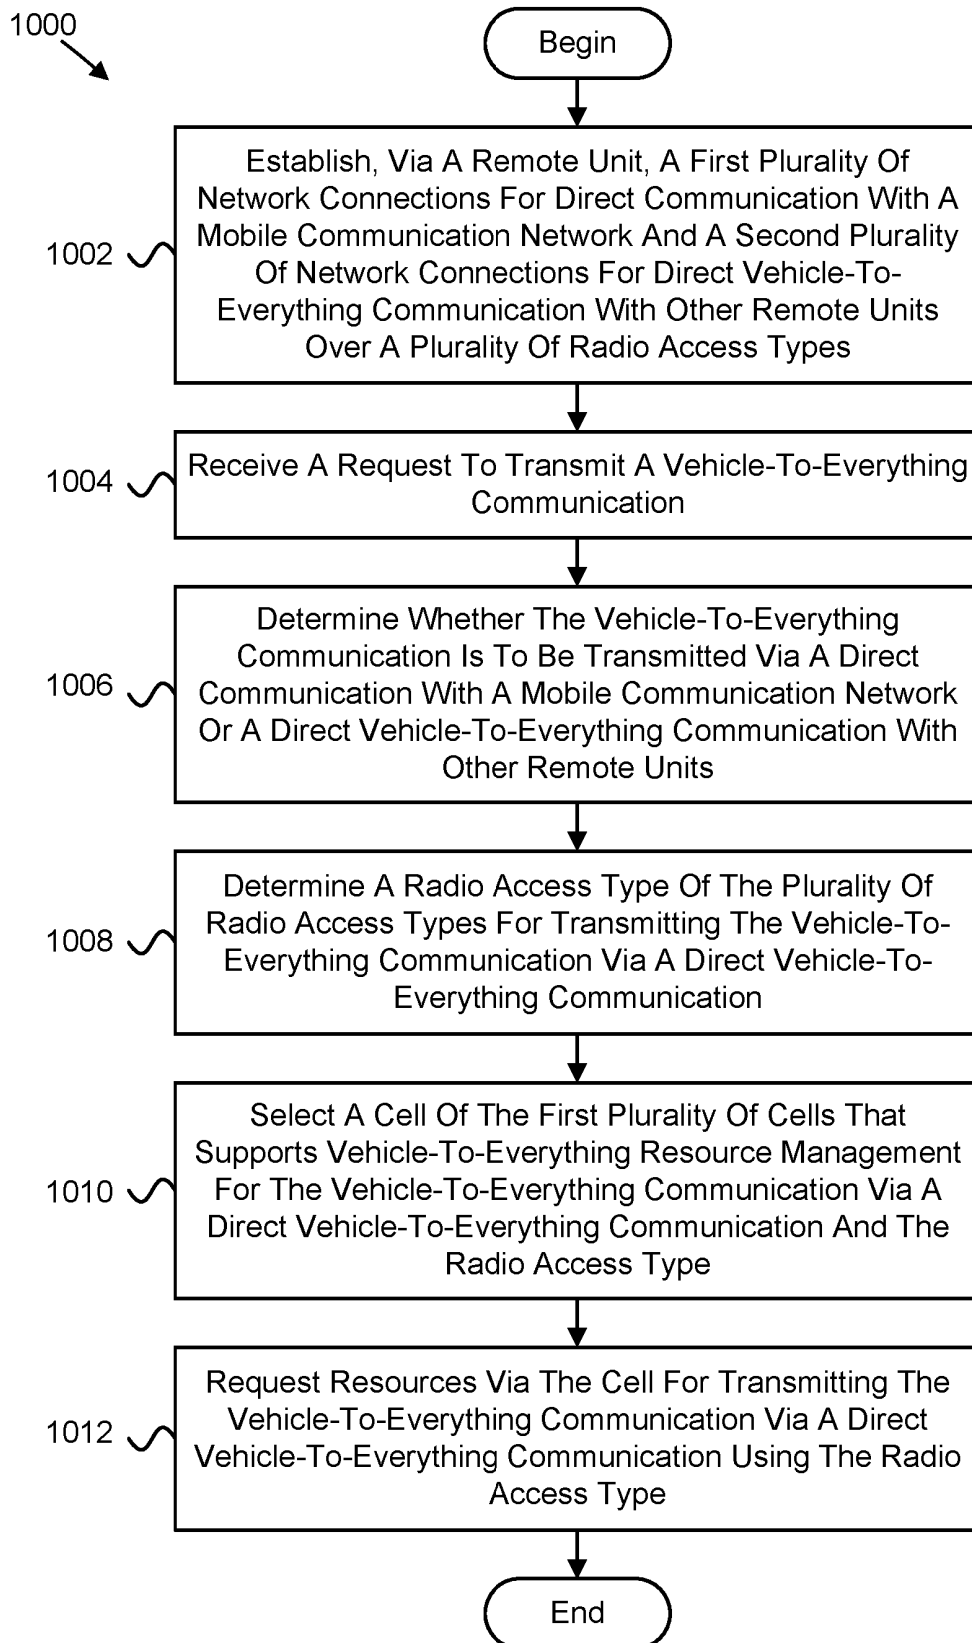 1000
Begin
1002
Establish, Via A Remote Unit, A First Plurality Of
Network Connections For Direct Communication With A
Mobile Communication Network And A Second Plurality
Of Network Connections For Direct Vehicle-To-
Everything Communication With Other Remote Units
Over A Plurality Of Radio Access Types
1004
Receive A Request To Transmit A Vehicle-To-Everything
Communication
1006
Determine Whether The Vehicle-To-Everything
Communication Is To Be Transmitted Via A Direct
Communication With A Mobile Communication Network
Or A Direct Vehicle-To-Everything Communication With
Other Remote Units
1008
Determine A Radio Access Type Of The Plurality Of
Radio Access Types For Transmitting The Vehicle-To-
Everything Communication Via A Direct Vehicle-To-
Everything Communication
1010
Select A Cell Of The First Plurality Of Cells That
Supports Vehicle-To-Everything Resource Management
For The Vehicle-To-Everything Communication Via A
Direct Vehicle-To-Everything Communication And The
Radio Access Type
1012
Request Resources Via The Cell For Transmitting The
Vehicle-To-Everything Communication Via A Direct
Vehicle-To-Everything Communication Using The Radio
Access Type
End